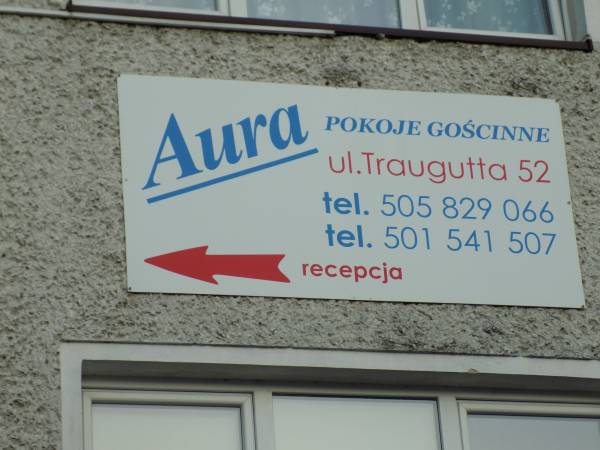 Aura
POKOJE GOŚCINNE
ul.Traugutta 52
tel. 505 829 066
tel. 501 541 507
recepcja